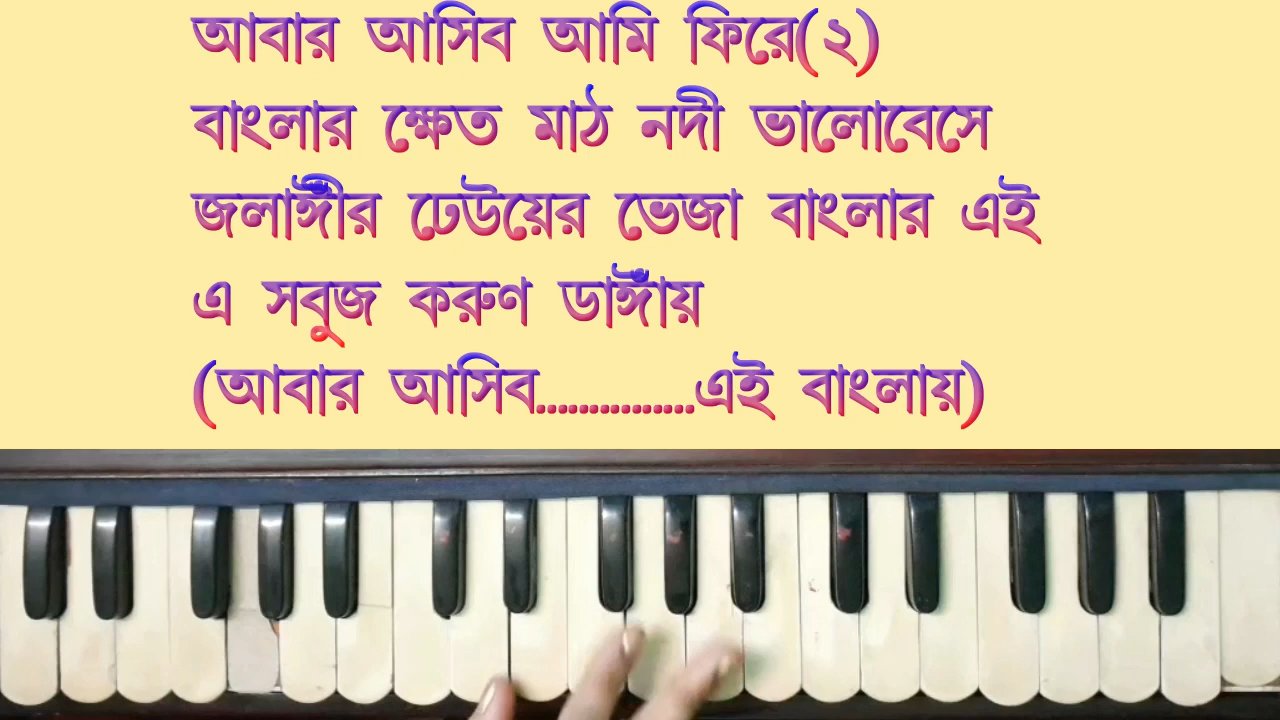 আবার আসিব আমি ফিরে(২)
বাংলার ক্ষেত মাঠ নদী ভালোবেসে
জলাঙ্গীর ঢেউয়ের ভেজা বাংলার এই
এ সবুজ করুণ ডাঙ্গাঁয়
(আবার আসিব...............এই বাংলায়)